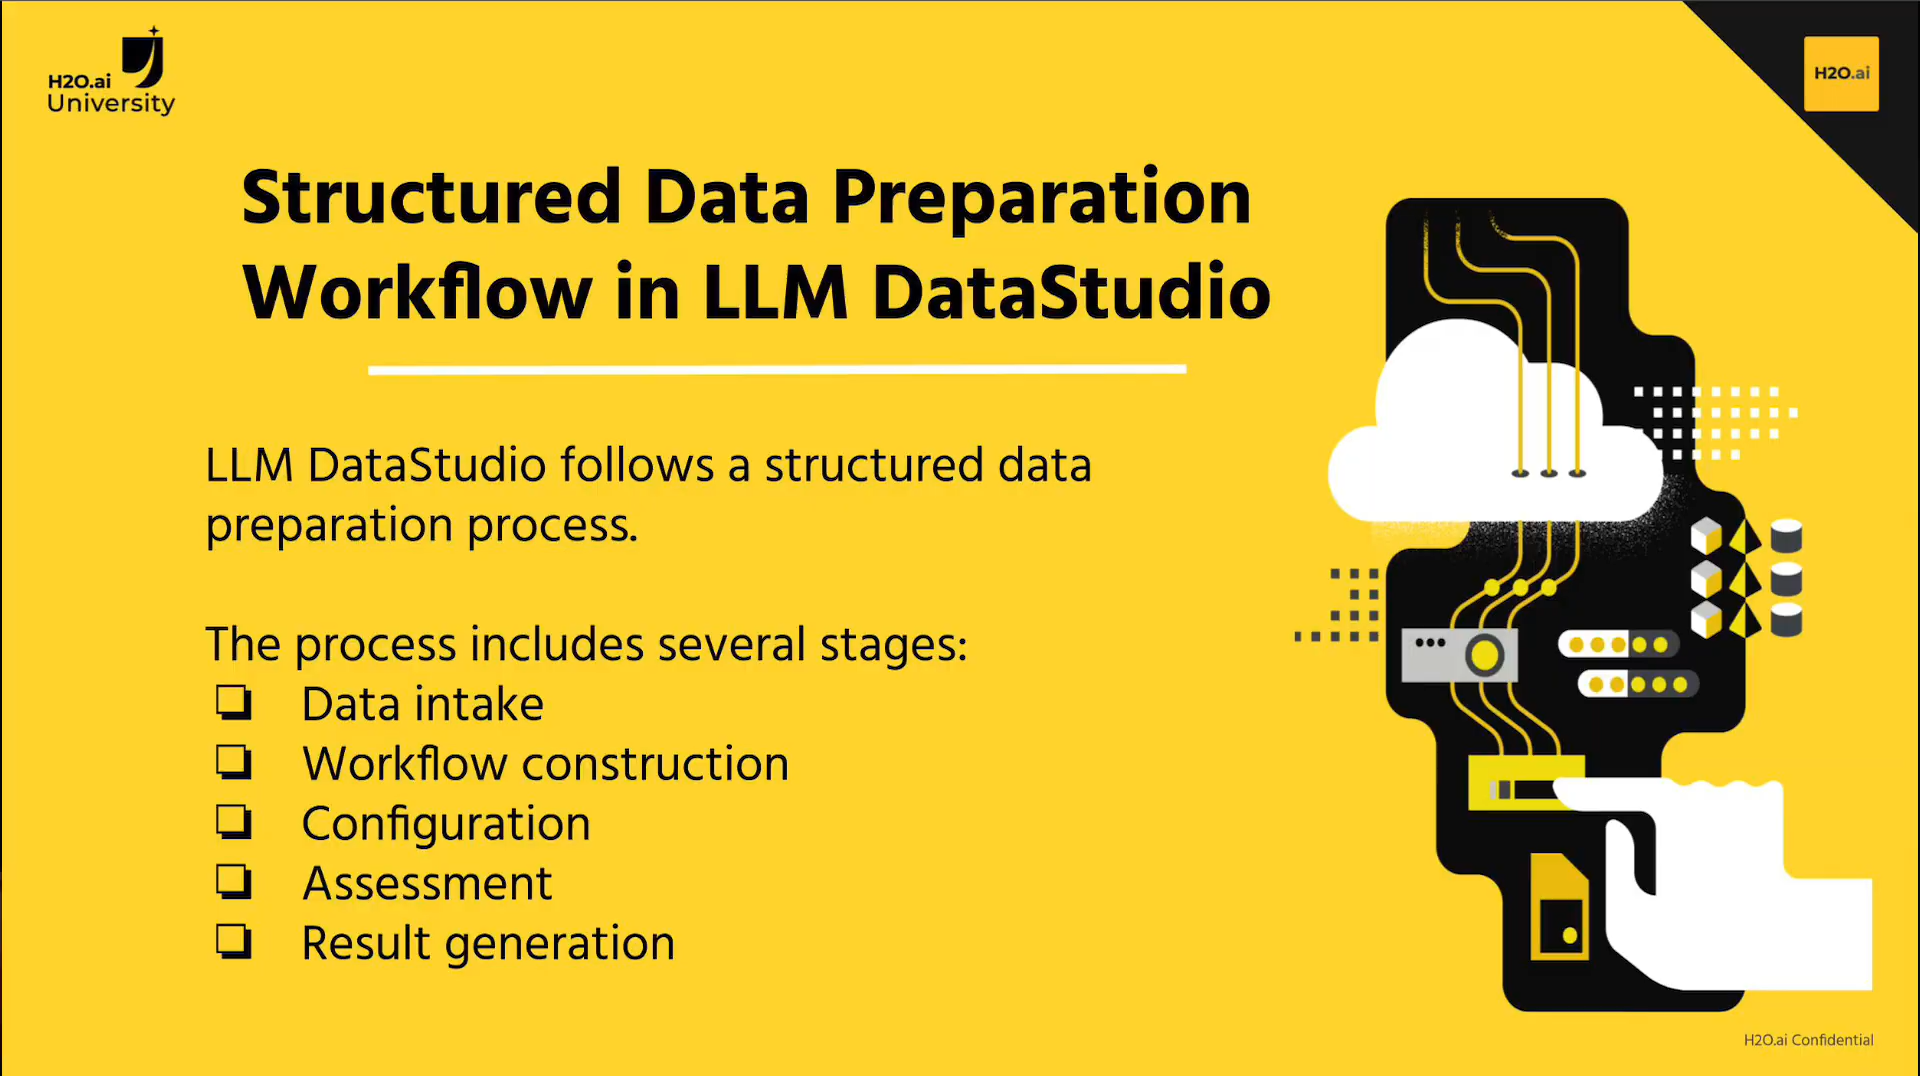 H2O.ai
University
H2O.ai
Structured Data Preparation
Workflow in LLM DataStudio
LLM DataStudio follows a structured data
preparation process.
The process includes several stages:
❏ Data intake
❏ Workflow construction
❏ Configuration
❏ Assessment
❏ Result generation
H2O.ai Confidential